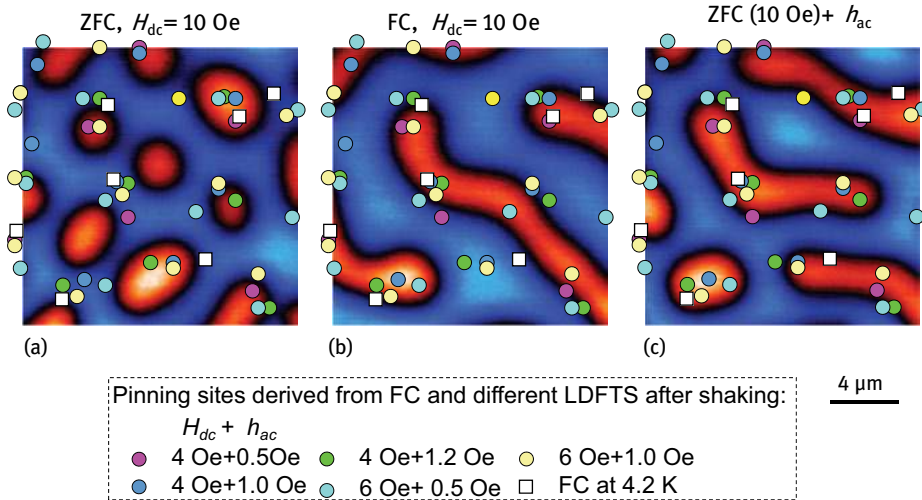 ZFC, Hdc= 10 Oe
FC, Hdc= 10 Oe
ZFC (10 Oe)+ hac
(a)
(b)
(c)
Pinning sites derived from FC and different LDFTS after shaking:
4 µm
Hdc + hac
4 Oe+0.5Oe
4 Oe+1.2 Oe
6 Oe+1.0 Oe
4 Oe+1.0 Oe
6 Oe+ 0.5 Oe
FC at 4.2 K